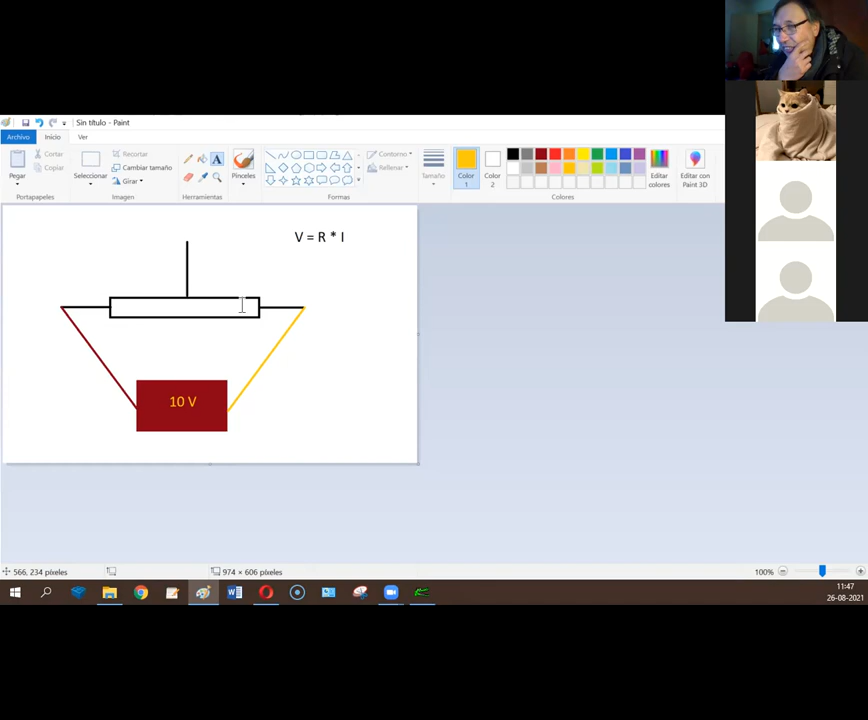 Sin título - Paint
Archivo
Inicio
Ver
Pegar
Cortar
Copiar
Portapapeles
Seleccionar
Recortar
Cambiar tamaño
Girar
Imagen
A
Herramientas
Pinceles
Contorno
Rellenar
Formas
Tamaño
Color 1
Color 2
Editar colores
Editar con Paint 3D
Colores
V = R * I
10 V
566, 234 píxeles
974 × 606 píxeles
100%
W
11:47
26-08-2021